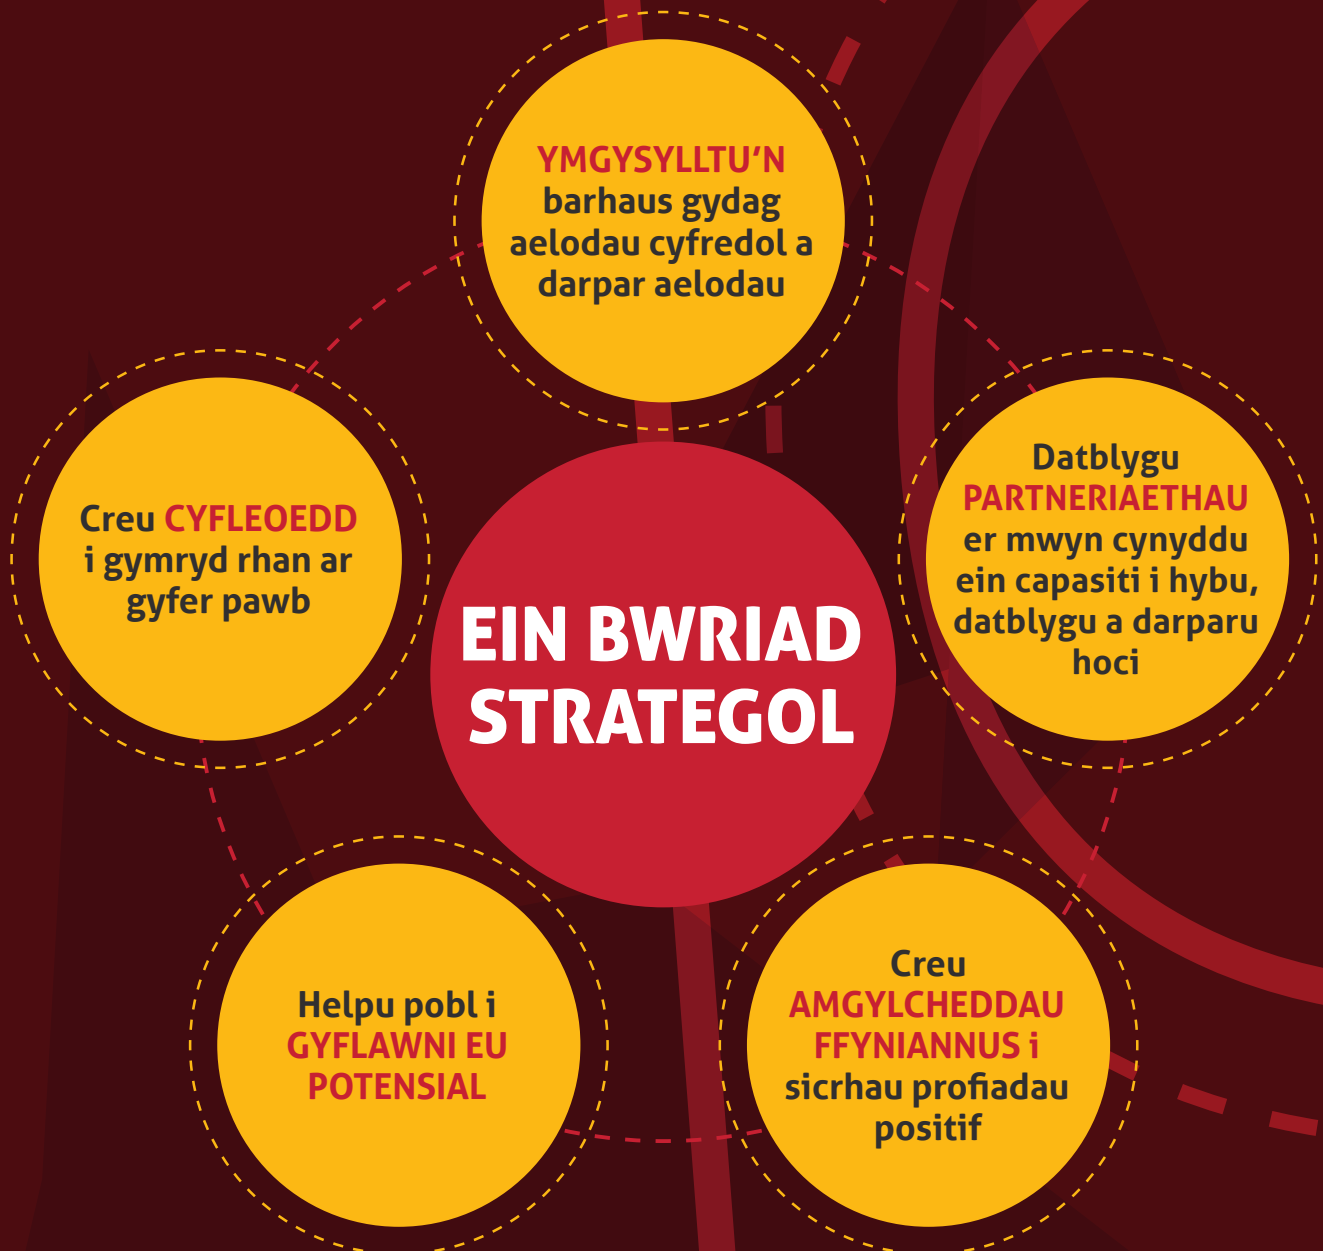 YMGYSYLLTU’N
barhaus gydag
aelodau cyfredol a
darpar aelodau
Creu CYFLEOEDD
i gymryd rhan ar
gyfer pawb
Datblygu
PARTNERIAETHAU
er mwyn cynyddu
ein capasiti i hybu,
datblygu a darparu
hoci
EIN BWRIAD
STRATEGOL
Helpu pobl i
GYFLAWNI EU
POTENSIAL
Creu
AMGYLCHEDDAU
FFYNIANNUS i
sicrhau profiadau
positif